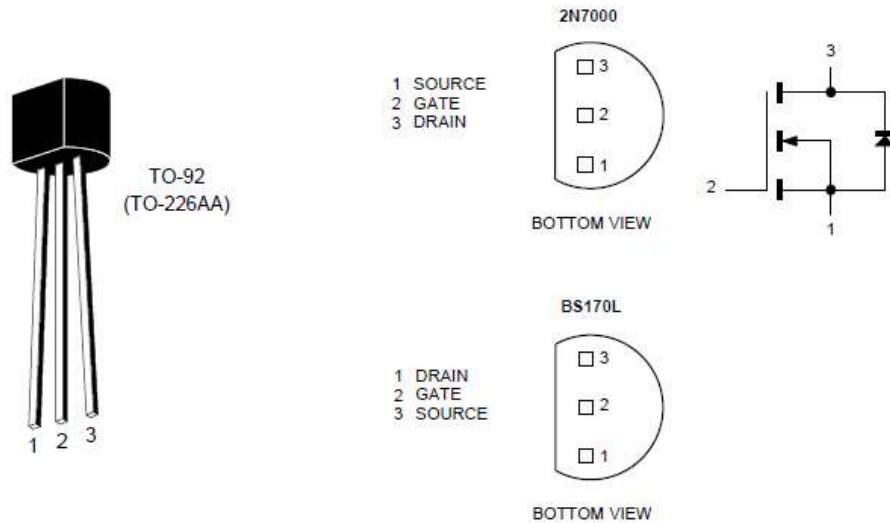 TO-92
(TO-226AA)
1 2 3
2N7000
1 SOURCE
2 GATE
3 DRAIN
3
2
1
BOTTOM VIEW
3
2
1
BS170L
1 DRAIN
2 GATE
3 SOURCE
3
2
1
BOTTOM VIEW